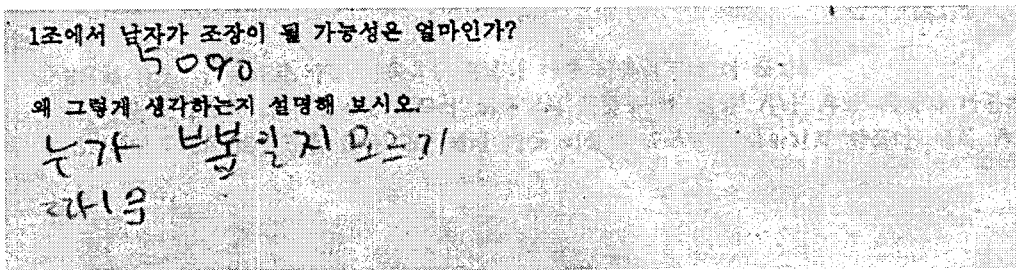 1조에서 남자가 조장이 될 가능성은 얼마인가?
50%
왜 그렇게 생각하는지 설명해 보시오.
누가 뽑일지 모르기
때문